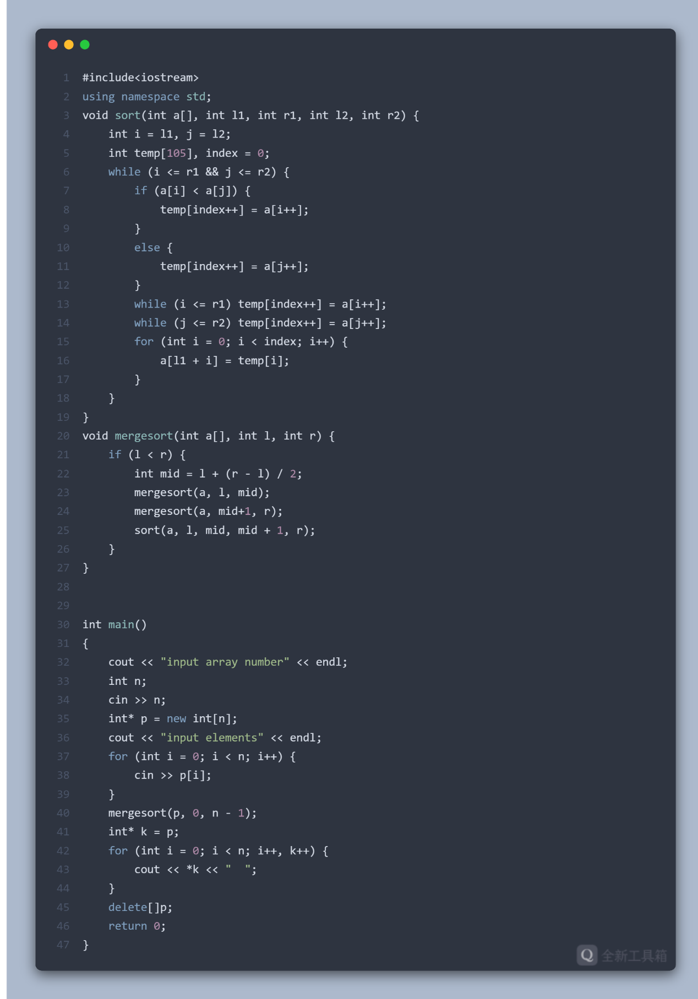 1 #include<iostream>
2 using namespace std;
3 void sort(int a[], int l1, int r1, int l2, int r2) {
4     int i = l1, j = l2;
5     int temp[105], index = 0;
6     while (i <= r1 && j <= r2) {
7         if (a[i] < a[j]) {
8             temp[index++] = a[i++];
9         }
10         else {
11             temp[index++] = a[j++];
12         }
13         while (i <= r1) temp[index++] = a[i++];
14         while (j <= r2) temp[index++] = a[j++];
15         for (int i = 0; i < index; i++) {
16             a[l1 + i] = temp[i];
17         }
18     }
19 }
20 void mergesort(int a[], int l, int r) {
21     if (l < r) {
22         int mid = l + (r - l) / 2;
23         mergesort(a, l, mid);
24         mergesort(a, mid+1, r);
25         sort(a, l, mid, mid + 1, r);
26     }
27 }
28
29
30 int main()
31 {
32     cout << "input array number" << endl;
33     int n;
34     cin >> n;
35     int* p = new int[n];
36     cout << "input elements" << endl;
37     for (int i = 0; i < n; i++) {
38         cin >> p[i];
39     }
40     mergesort(p, 0, n - 1);
41     int* k = p;
42     for (int i = 0; i < n; i++, k++) {
43         cout << *k << "  ";
44     }
45     delete[]p;
46     return 0;
47 }
Q 全新工具箱